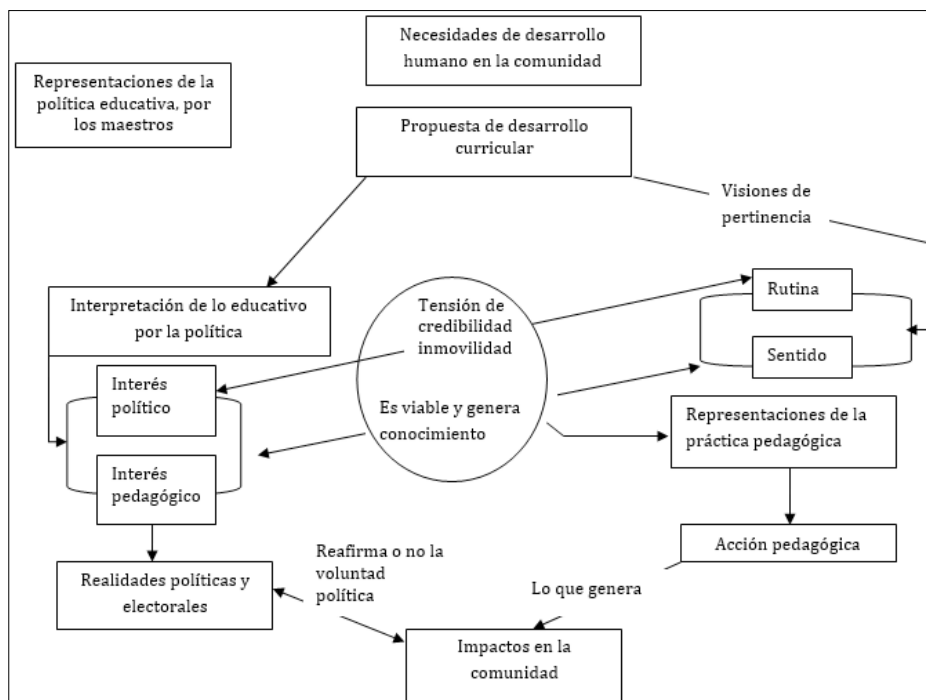 Necesidades de desarrollo
humano en la comunidad
Representaciones de la
política educativa, por
los maestros
Propuesta de desarrollo
curricular
Visiones de
pertinencia
Interpretación de lo educativo
por la política
Tensión de
credibilidad
inmovilidad
Rutina
Sentido
Interés
político
Es viable y genera
conocimiento
Representaciones de la
práctica pedagógica
Interés
pedagógico
Acción pedagógica
Reafirma o no la
voluntad
política
Realidades políticas y
electorales
Lo que genera
Impactos en la
comunidad